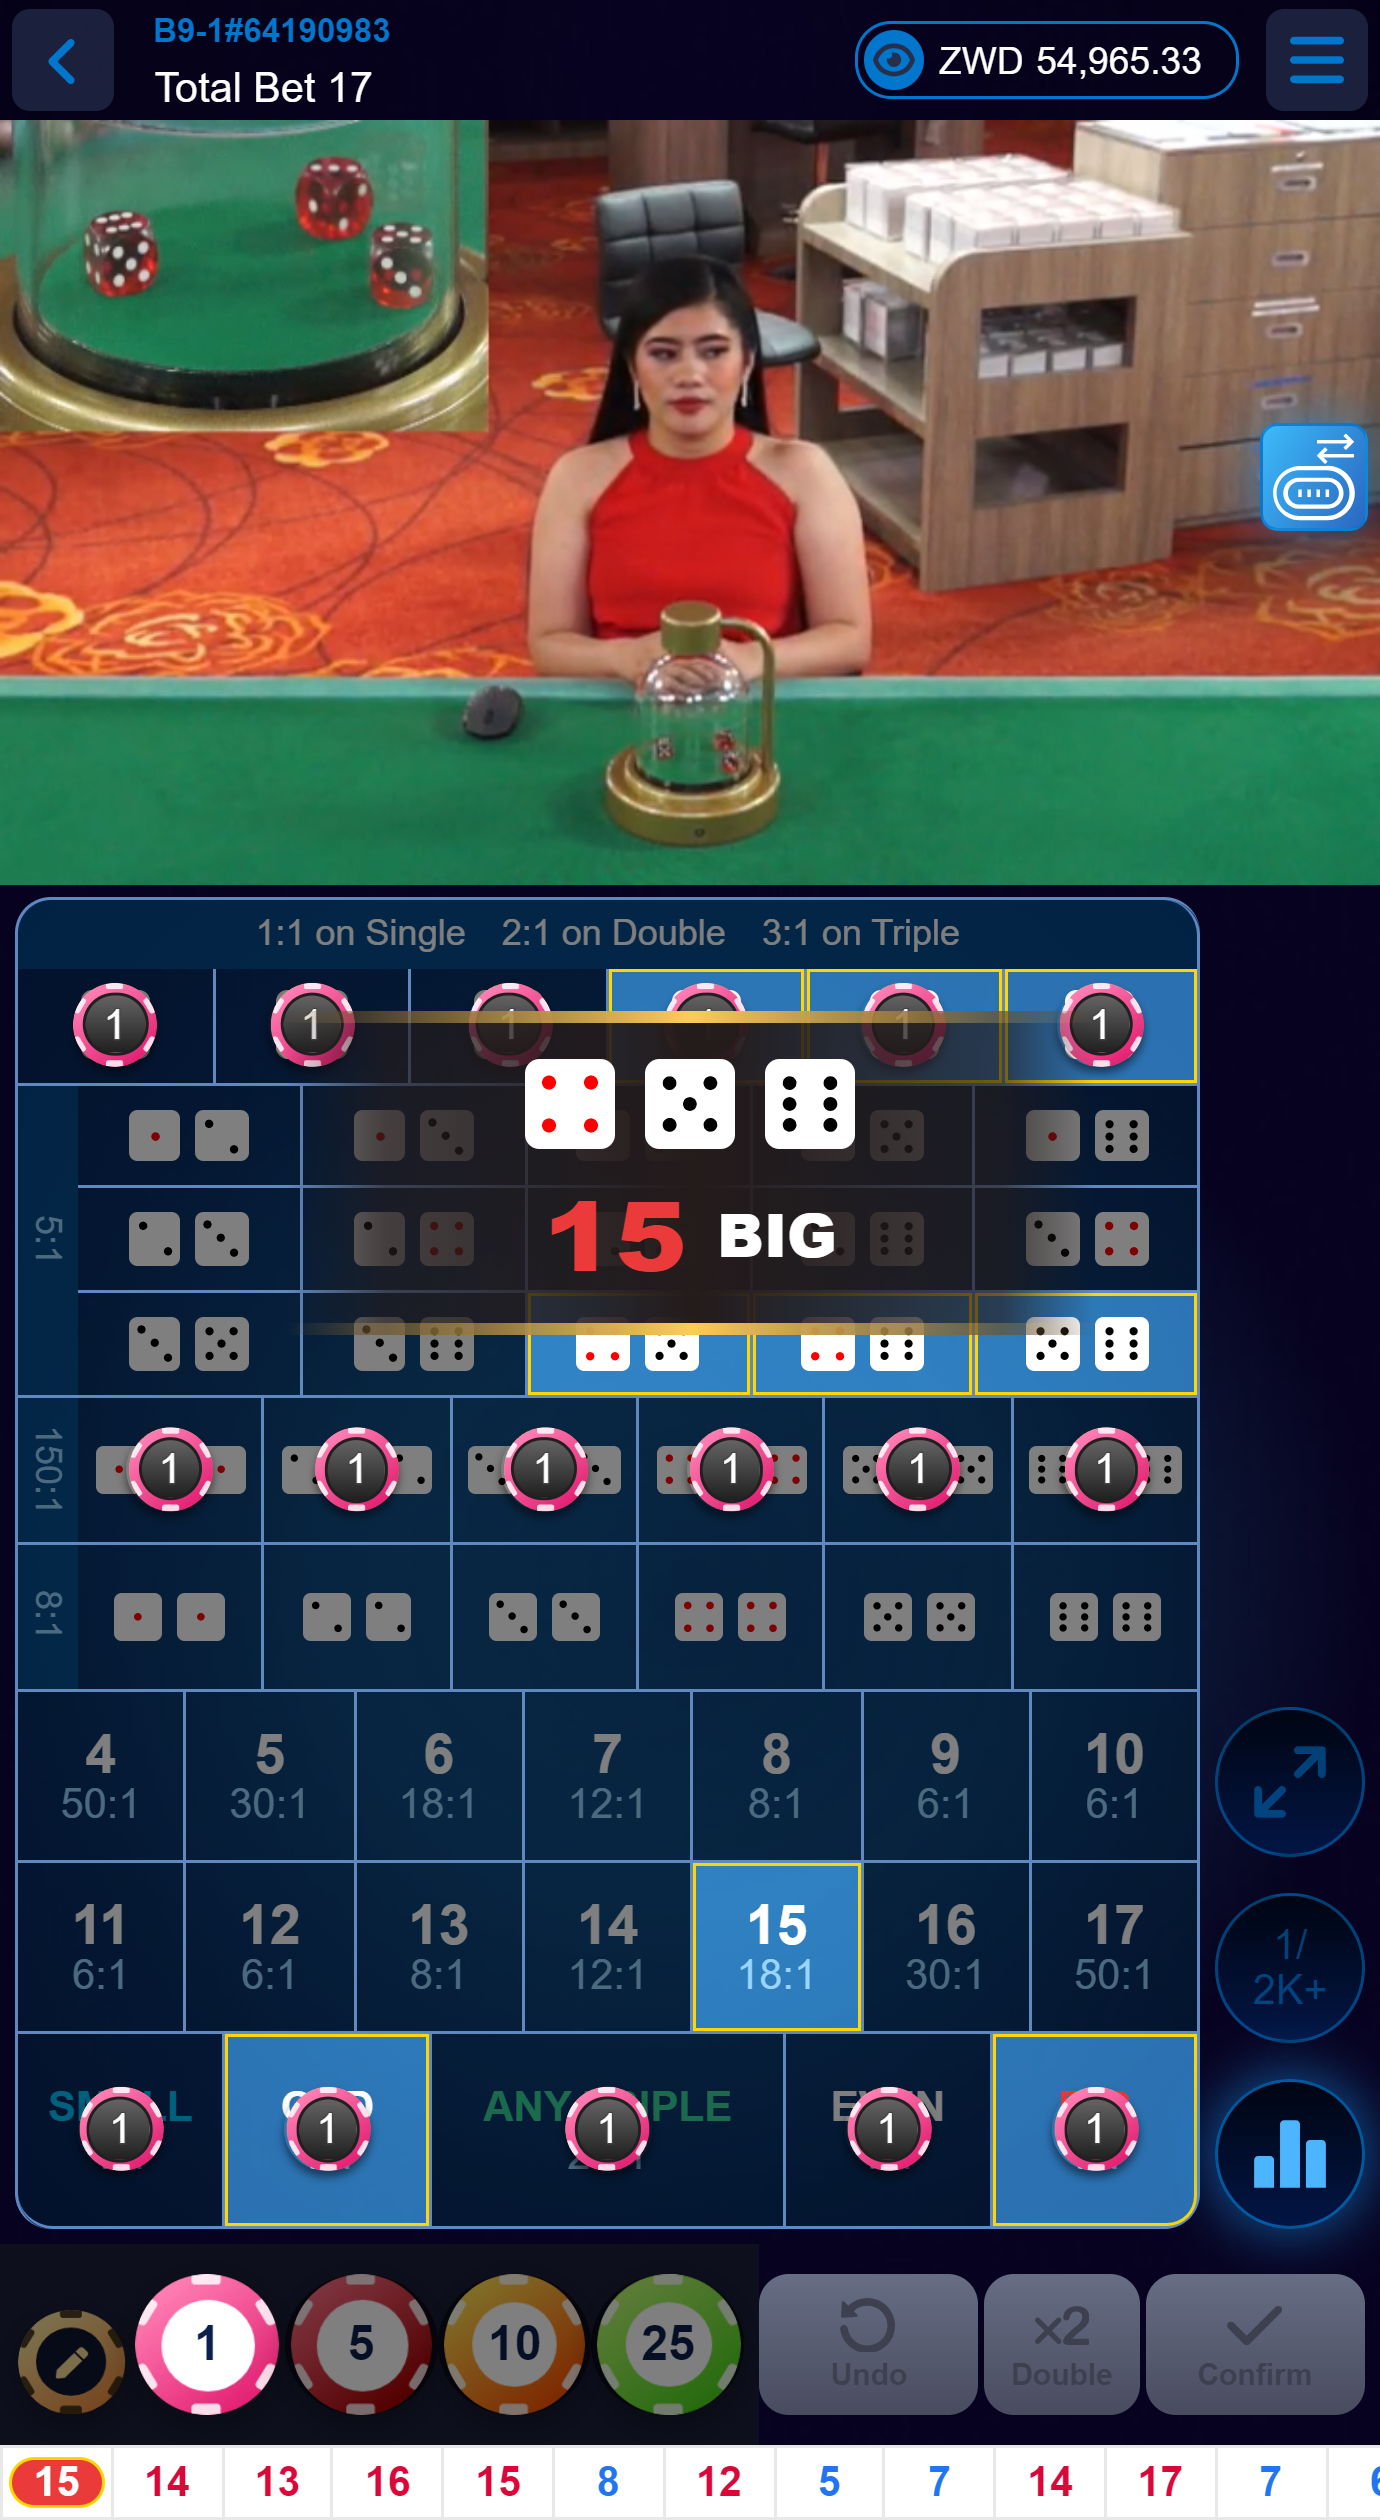 B9-1#64190983
Total Bet 17
ZWD 54,965.33
1:1 on Single 2:1 on Double 3:1 on Triple
1 1 1 1 1
15 BIG
5:1
150:1
1 1 1 1 1 1
8:1
4 5 6 7 8 9 10
50:1 30:1 18:1 12:1 8:1 6:1 6:1
11 12 13 14 15 16 17
6:1 6:1 8:1 12:1 18:1 30:1 50:1
1/
2K+
1 1 1 1 1
1 5 10 25
x2
Undo Double Confirm
15 14 13 16 15 8 12 5 7 14 17 7